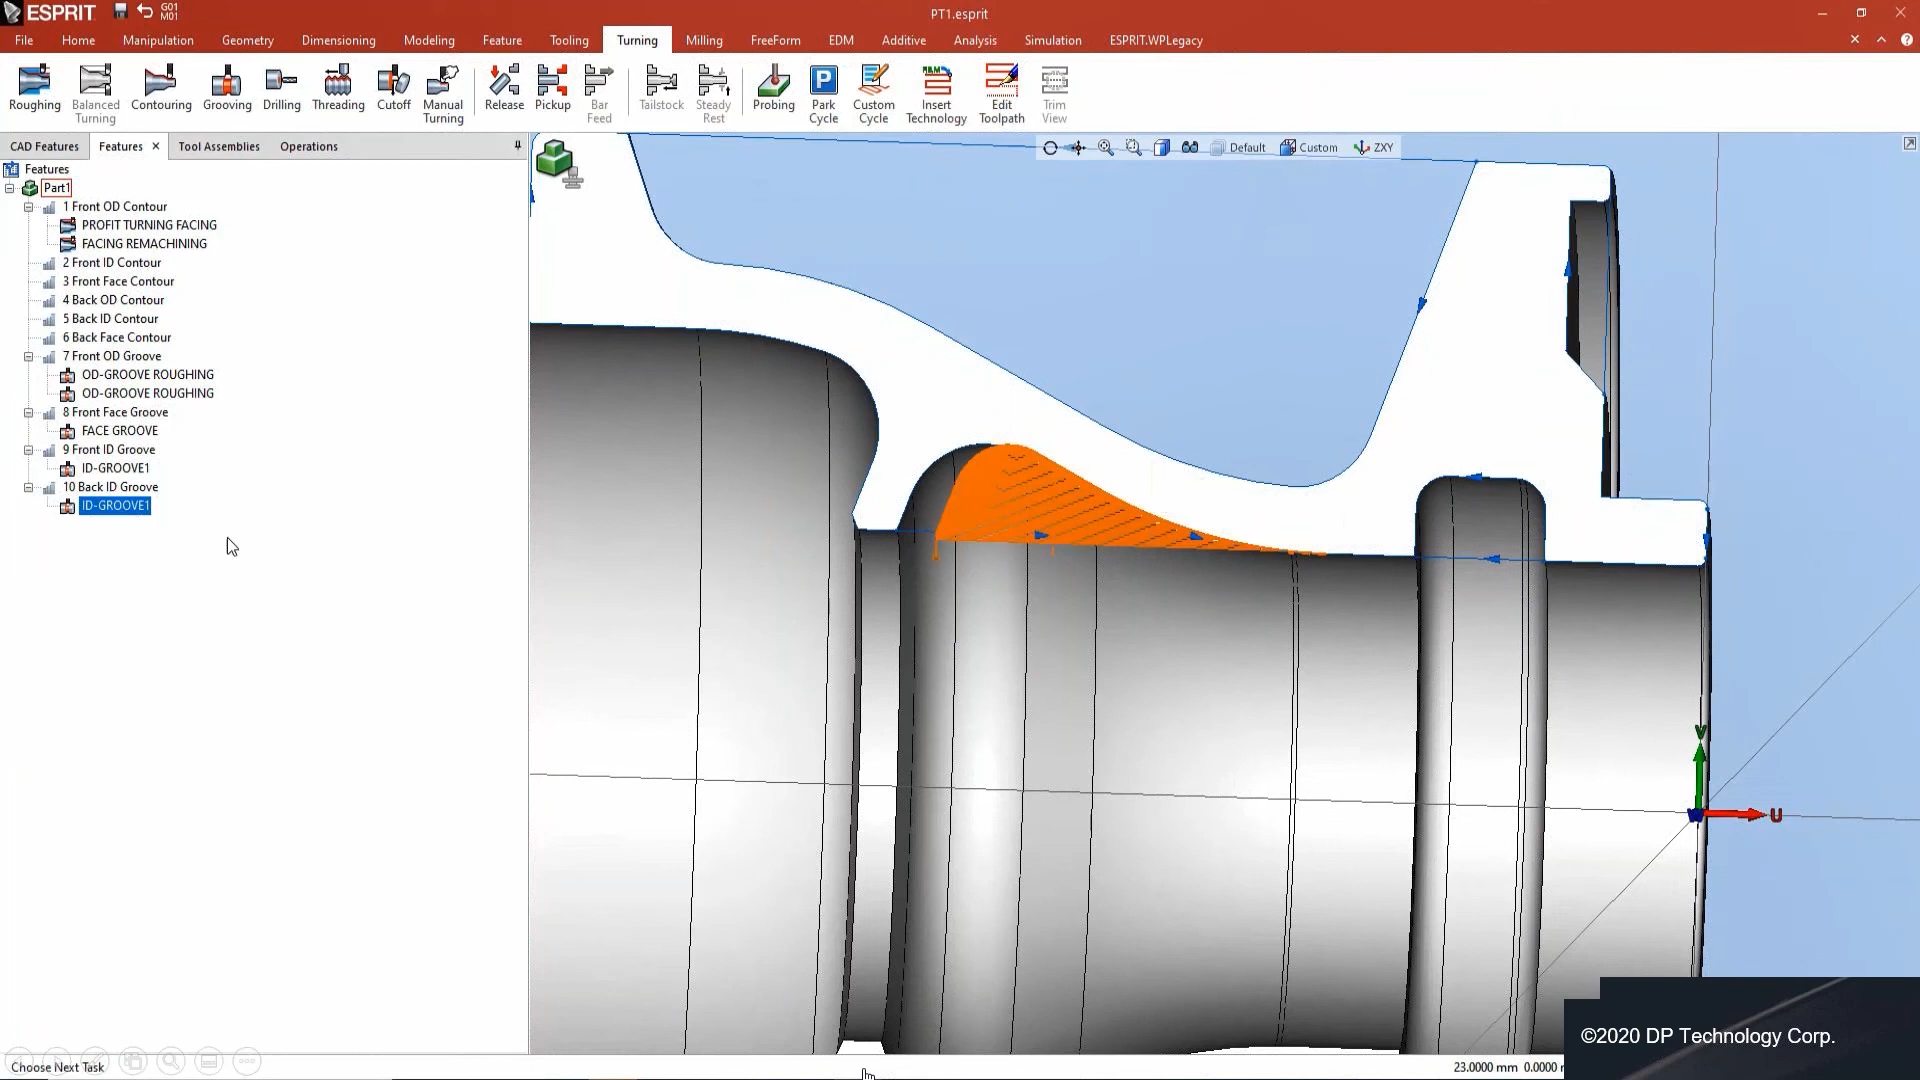 ESPRIT
G01
M01
PT1.esprit
File Home Manipulation Geometry Dimensioning Modeling Feature Tooling Turning Milling FreeForm EDM Additive Analysis Simulation ESPRIT.WPLegacy
Roughing
Balanced
Turning
Contouring
Grooving
Drilling
Threading
Cutoff
Manual
Turning
Release
Pickup
Bar
Feed
Tailstock
Steady
Rest
Probing
P
Park
Cycle
Custom
Cycle
Insert
Technology
Edit
Toolpath
Trim
View
CAD Features Features Tool Assemblies Operations
Default Custom ZXY
Features
Part1
1 Front OD Contour
PROFIT TURNING FACING
FACING REMACHINING
2 Front ID Contour
3 Front Face Contour
4 Back OD Contour
5 Back ID Contour
6 Back Face Contour
7 Front OD Groove
OD-GROOVE ROUGHING
OD-GROOVE ROUGHING
8 Front Face Groove
FACE GROOVE
9 Front ID Groove
ID-GROOVE1
10 Back ID Groove
ID-GROOVE1
V
W
U
©2020 DP Technology Corp.
Choose Next Task
23.0000 mm 0.0000